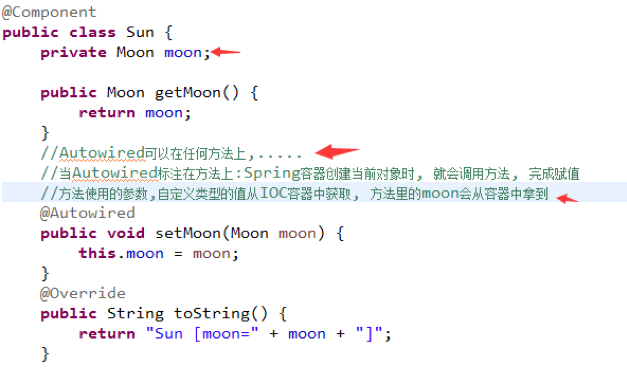 @Component
public class Sun {
    private Moon moon;

    public Moon getMoon() {
        return moon;
    }
    //Autowired可以在任何方法上,.....
    //当Autowired标注在方法上:Spring容器创建当前对象时, 就会调用方法, 完成赋值
    //方法使用的参数,自定义类型的值从IOC容器中获取, 方法里的moon会从容器中拿到
    @Autowired
    public void setMoon(Moon moon) {
        this.moon = moon;
    }
    @Override
    public String toString() {
        return "Sun [moon=" + moon + "]";
    }